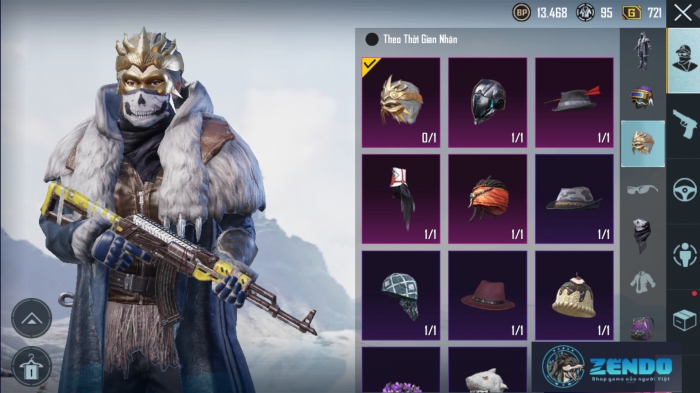 BP 13.468 95 G 721
Theo Thời Gian Nhận
0/1 1/1 1/1
1/1 1/1 1/1
1/1 1/1 1/1
ZENDO
Shop game của người Việt